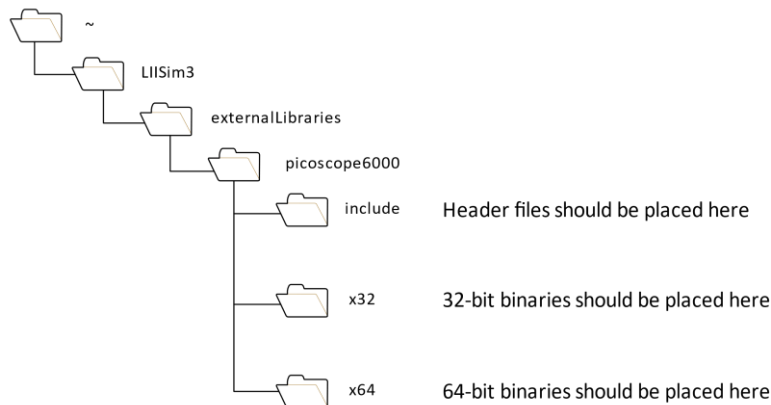 ~
LIISim3
externalLibraries
picoscope6000
include Header files should be placed here
x32 32-bit binaries should be placed here
x64 64-bit binaries should be placed here